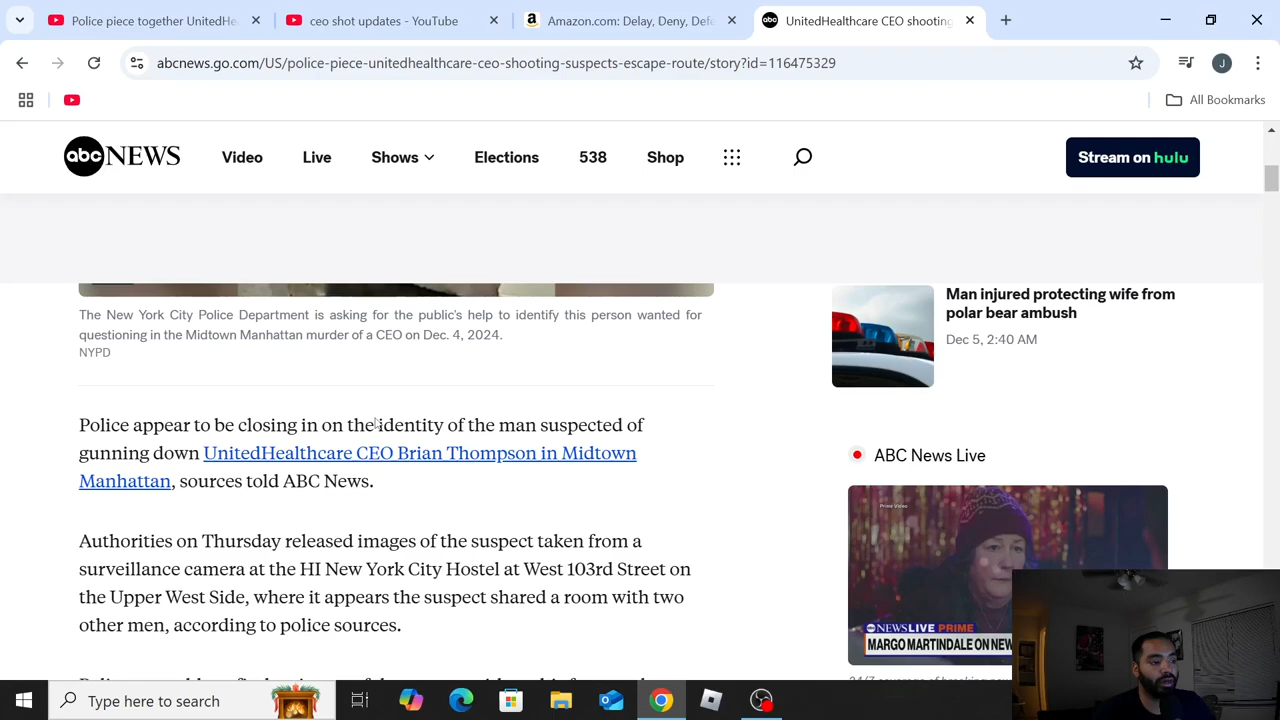 Police piece together UnitedHe
ceo shot updates - YouTube
Amazon.com: Delay, Deny, Defe
UnitedHealthcare CEO shooting
abcnews.go.com/US/police-piece-unitedhealthcare-ceo-shooting-suspects-escape-route/story?id=116475329
J
All Bookmarks
abc NEWS
Video
Live
Shows
Elections
538
Shop
Stream on hulu
The New York City Police Department is asking for the public's help to identify this person wanted for
questioning in the Midtown Manhattan murder of a CEO on Dec. 4, 2024.
NYPD
Man injured protecting wife from
polar bear ambush
Dec 5, 2:40 AM
Police appear to be closing in on the identity of the man suspected of
gunning down UnitedHealthcare CEO Brian Thompson in Midtown
Manhattan, sources told ABC News.
ABC News Live
Prime Video
abc NEWS LIVE PRIME
MARGO MARTINDALE ON NEW
Authorities on Thursday released images of the suspect taken from a
surveillance camera at the HI New York City Hostel at West 103rd Street on
the Upper West Side, where it appears the suspect shared a room with two
other men, according to police sources.
Type here to search